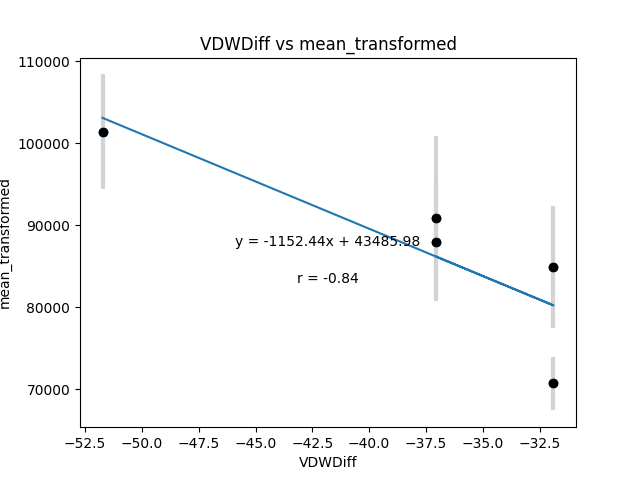 VDWDiff vs mean_transformed
110000
100000
90000
80000
70000
mean_transformed
y = -1152.44x + 43485.98
r = -0.84
−52.5 −50.0 −47.5 −45.0 −42.5 −40.0 −37.5 −35.0 −32.5
VDWDiff